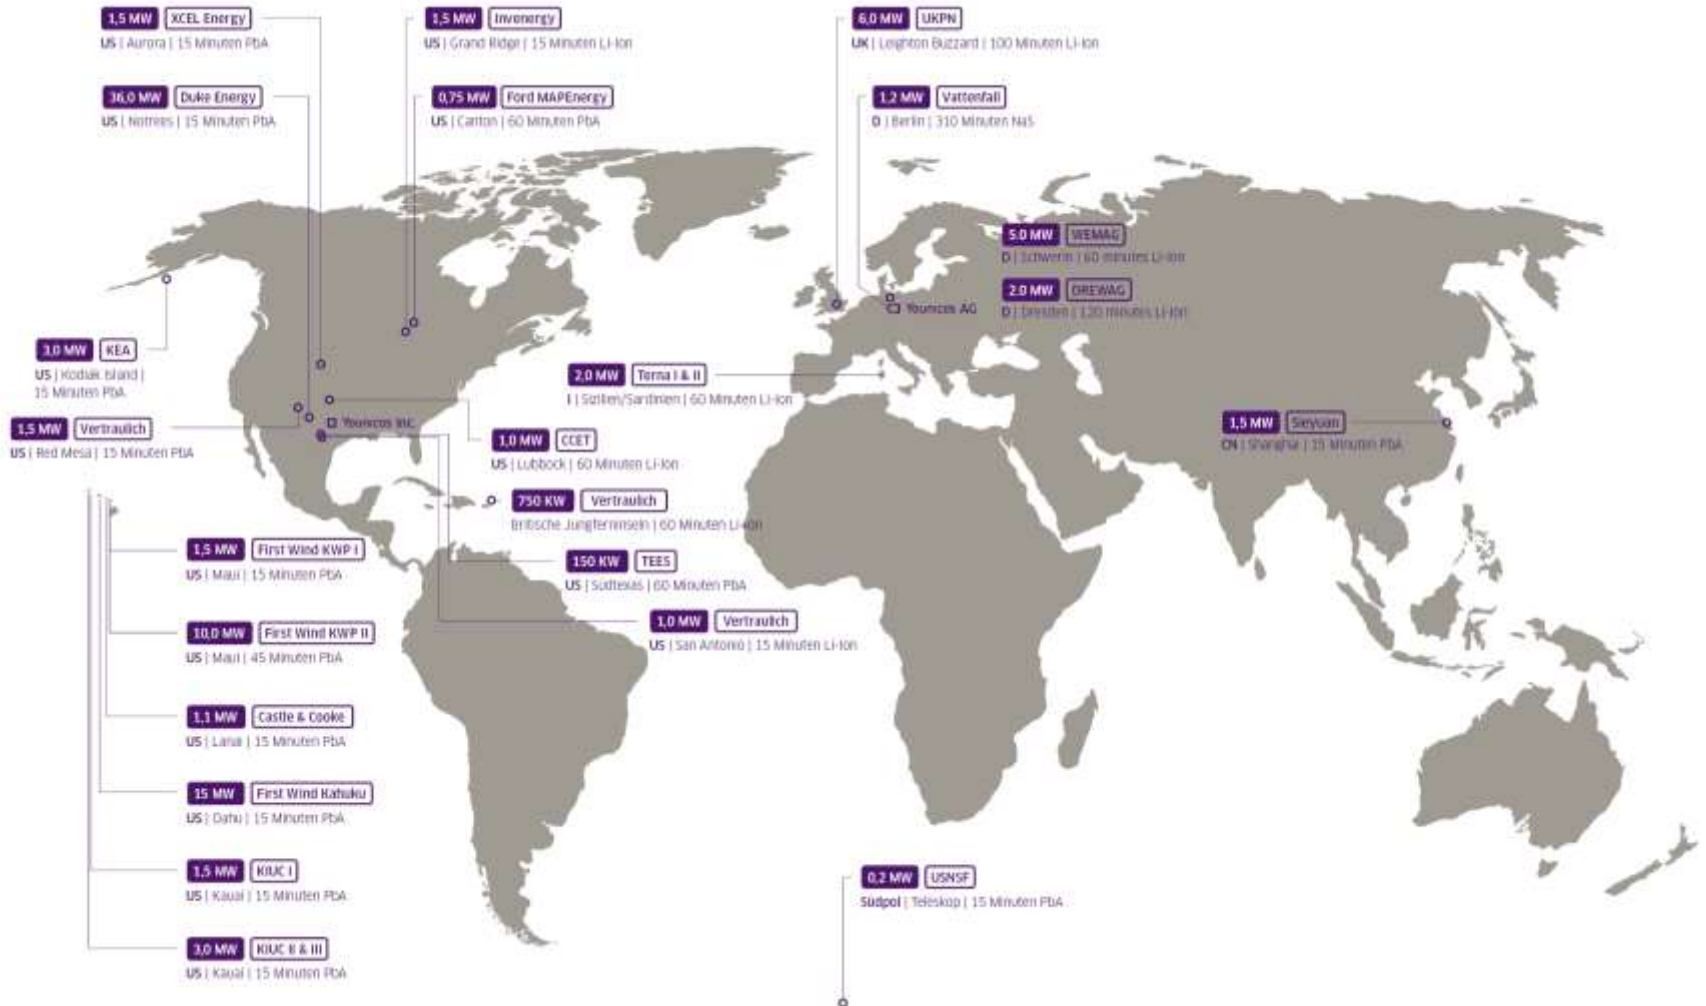 1,5 MW XCEL Energy
US | Aurora | 15 Minuten PbA
1,5 MW Invenergy
US | Grand Ridge | 15 Minuten Li-Ion
6,0 MW UKPN
UK | Leighton Buzzard | 100 Minuten Li-Ion
36,0 MW Duke Energy
US | Notrees | 15 Minuten PbA
0,75 MW Ford MAPEnergy
US | Canton | 60 Minuten PbA
1,2 MW Vattenfall
D | Berlin | 310 Minuten NaS
5.0 MW WEMAG
D | Schwerin | 60 minutes Li-Ion
2.0 MW DREWAG
D | Dresden | 120 minutes Li-Ion
Younicos AG
3,0 MW KEA
US | Kodiak Island |
15 Minuten PbA
2,0 MW Terna I & II
I | Sizilien/Sardinien | 60 Minuten Li-Ion
1,5 MW Vertraulich
US | Red Mesa | 15 Minuten PbA
Younicos Inc.
1,0 MW CCET
US | Lubbock | 60 Minuten Li-Ion
1,5 MW Sieyuan
CN | Shanghai | 15 Minuten PbA
750 KW Vertraulich
Britische Jungferninseln | 60 Minuten Li-Ion
1,5 MW First Wind KWP I
US | Maui | 15 Minuten PbA
150 KW TEES
US | Südtexas | 60 Minuten PbA
10,0 MW First Wind KWP II
US | Maui | 45 Minuten PbA
1,0 MW Vertraulich
US | San Antonio | 15 Minuten Li-Ion
1,1 MW Castle & Cooke
US | Lanai | 15 Minuten PbA
15 MW First Wind Kahuku
US | Oahu | 15 Minuten PbA
1,5 MW KIUC I
US | Kauai | 15 Minuten PbA
0,2 MW USNSF
Südpol | Teleskop | 15 Minuten PbA
3,0 MW KIUC II & III
US | Kauai | 15 Minuten PbA